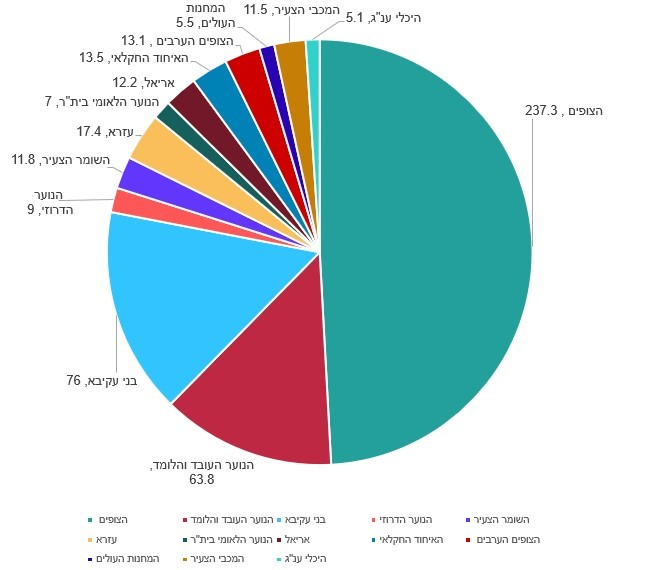 המחנות
העולים, 5.5
המכבי הצעיר, 11.5
היכלי ענ"ג, 5.1
הצופים הערבים , 13.1
האיחוד החקלאי, 13.5
אריאל, 12.2
הנוער הלאומי בית"ר, 7
עזרא, 17.4
השומר הצעיר, 11.8
הנוער
הדרוזי, 9
הצופים , 237.3
בני עקיבא, 76
הנוער העובד והלומד,
63.8
הצופים הנוער העובד והלומד בני עקיבא הנוער הדרוזי השומר הצעיר
עזרא הנוער הלאומי בית"ר אריאל האיחוד החקלאי הצופים הערבים
המחנות העולים המכבי הצעיר היכלי ענ"ג